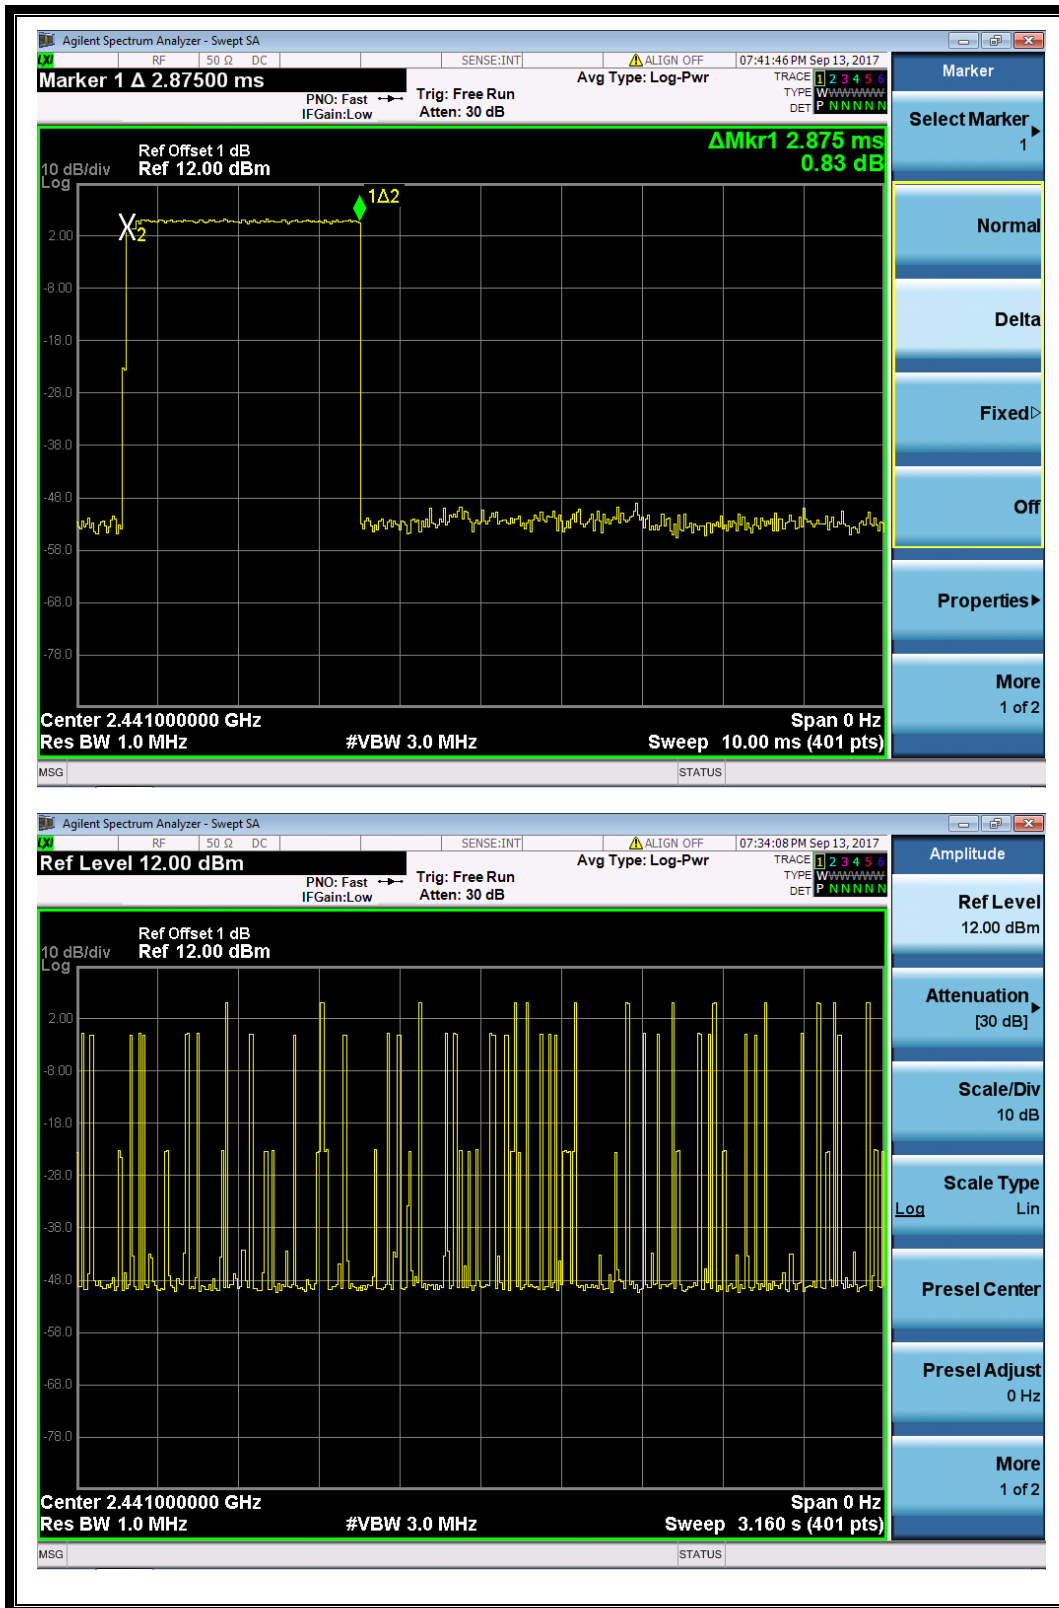 Agilent Spectrum Analyzer - Swept SA
LXI RF 50 Ω DC SENSE:INT ALIGN OFF 07:41:46 PM Sep 13, 2017
Marker 1 Δ 2.87500 ms
PNO: Fast
IFGain:Low
Trig: Free Run
Atten: 30 dB
Avg Type: Log-Pwr
TRACE 1 2 3 4 5 6
TYPE WWWWWW
DET P N N N N N
ΔMkr1 2.875 ms
0.83 dB
Ref Offset 1 dB
10 dB/div Ref 12.00 dBm
Log
1Δ2
X2
2.00
-8.00
-18.0
-28.0
-38.0
-48.0
-58.0
-68.0
-78.0
Center 2.441000000 GHz Span 0 Hz
Res BW 1.0 MHz #VBW 3.0 MHz Sweep 10.00 ms (401 pts)
MSG STATUS
Marker
Select Marker
1
Normal
Delta
Fixed
Off
Properties
More
1 of 2
Agilent Spectrum Analyzer - Swept SA
LXI RF 50 Ω DC SENSE:INT ALIGN OFF 07:34:08 PM Sep 13, 2017
Ref Level 12.00 dBm
PNO: Fast
IFGain:Low
Trig: Free Run
Atten: 30 dB
Avg Type: Log-Pwr
TRACE 1 2 3 4 5 6
TYPE WWWWWW
DET P N N N N N
Ref Offset 1 dB
10 dB/div Ref 12.00 dBm
Log
2.00
-8.00
-18.0
-28.0
-38.0
-48.0
-58.0
-68.0
-78.0
Center 2.441000000 GHz Span 0 Hz
Res BW 1.0 MHz #VBW 3.0 MHz Sweep 3.160 s (401 pts)
MSG STATUS
Amplitude
Ref Level
12.00 dBm
Attenuation
[30 dB]
Scale/Div
10 dB
Scale Type
Log Lin
Presel Center
Presel Adjust
0 Hz
More
1 of 2